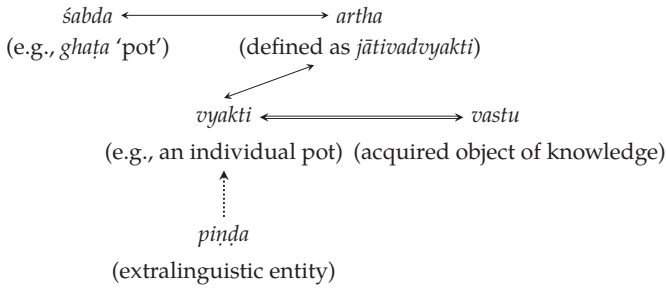 śabda artha
(e.g., ghaṭa ‘pot’) (defined as jātivadvyakti)
vyakti vastu
(e.g., an individual pot) (acquired object of knowledge)
piṇḍa
(extralinguistic entity)